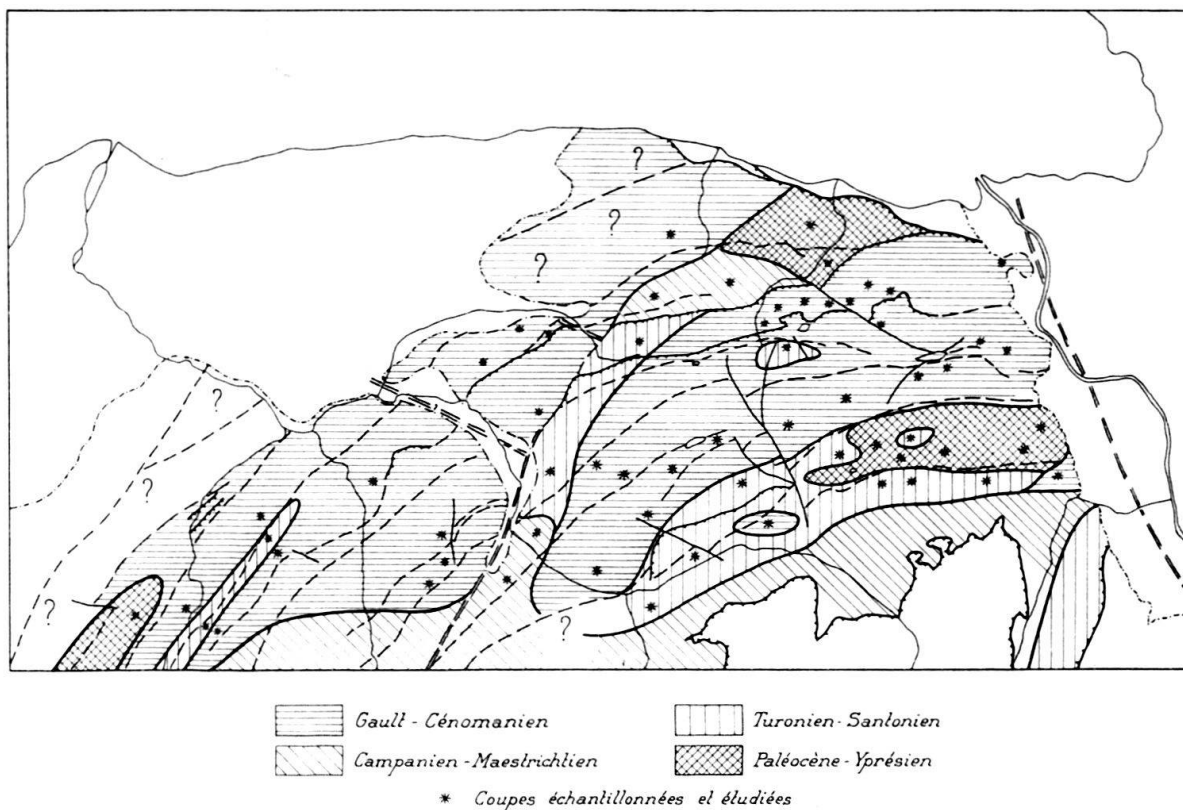 ?
?
?
?
?
?
?
Gault - Cénomanien
Turonien - Santonien
Campanien - Maestrichtien
Paléocène - Yprésien
* Coupes échantillonnées et étudiées